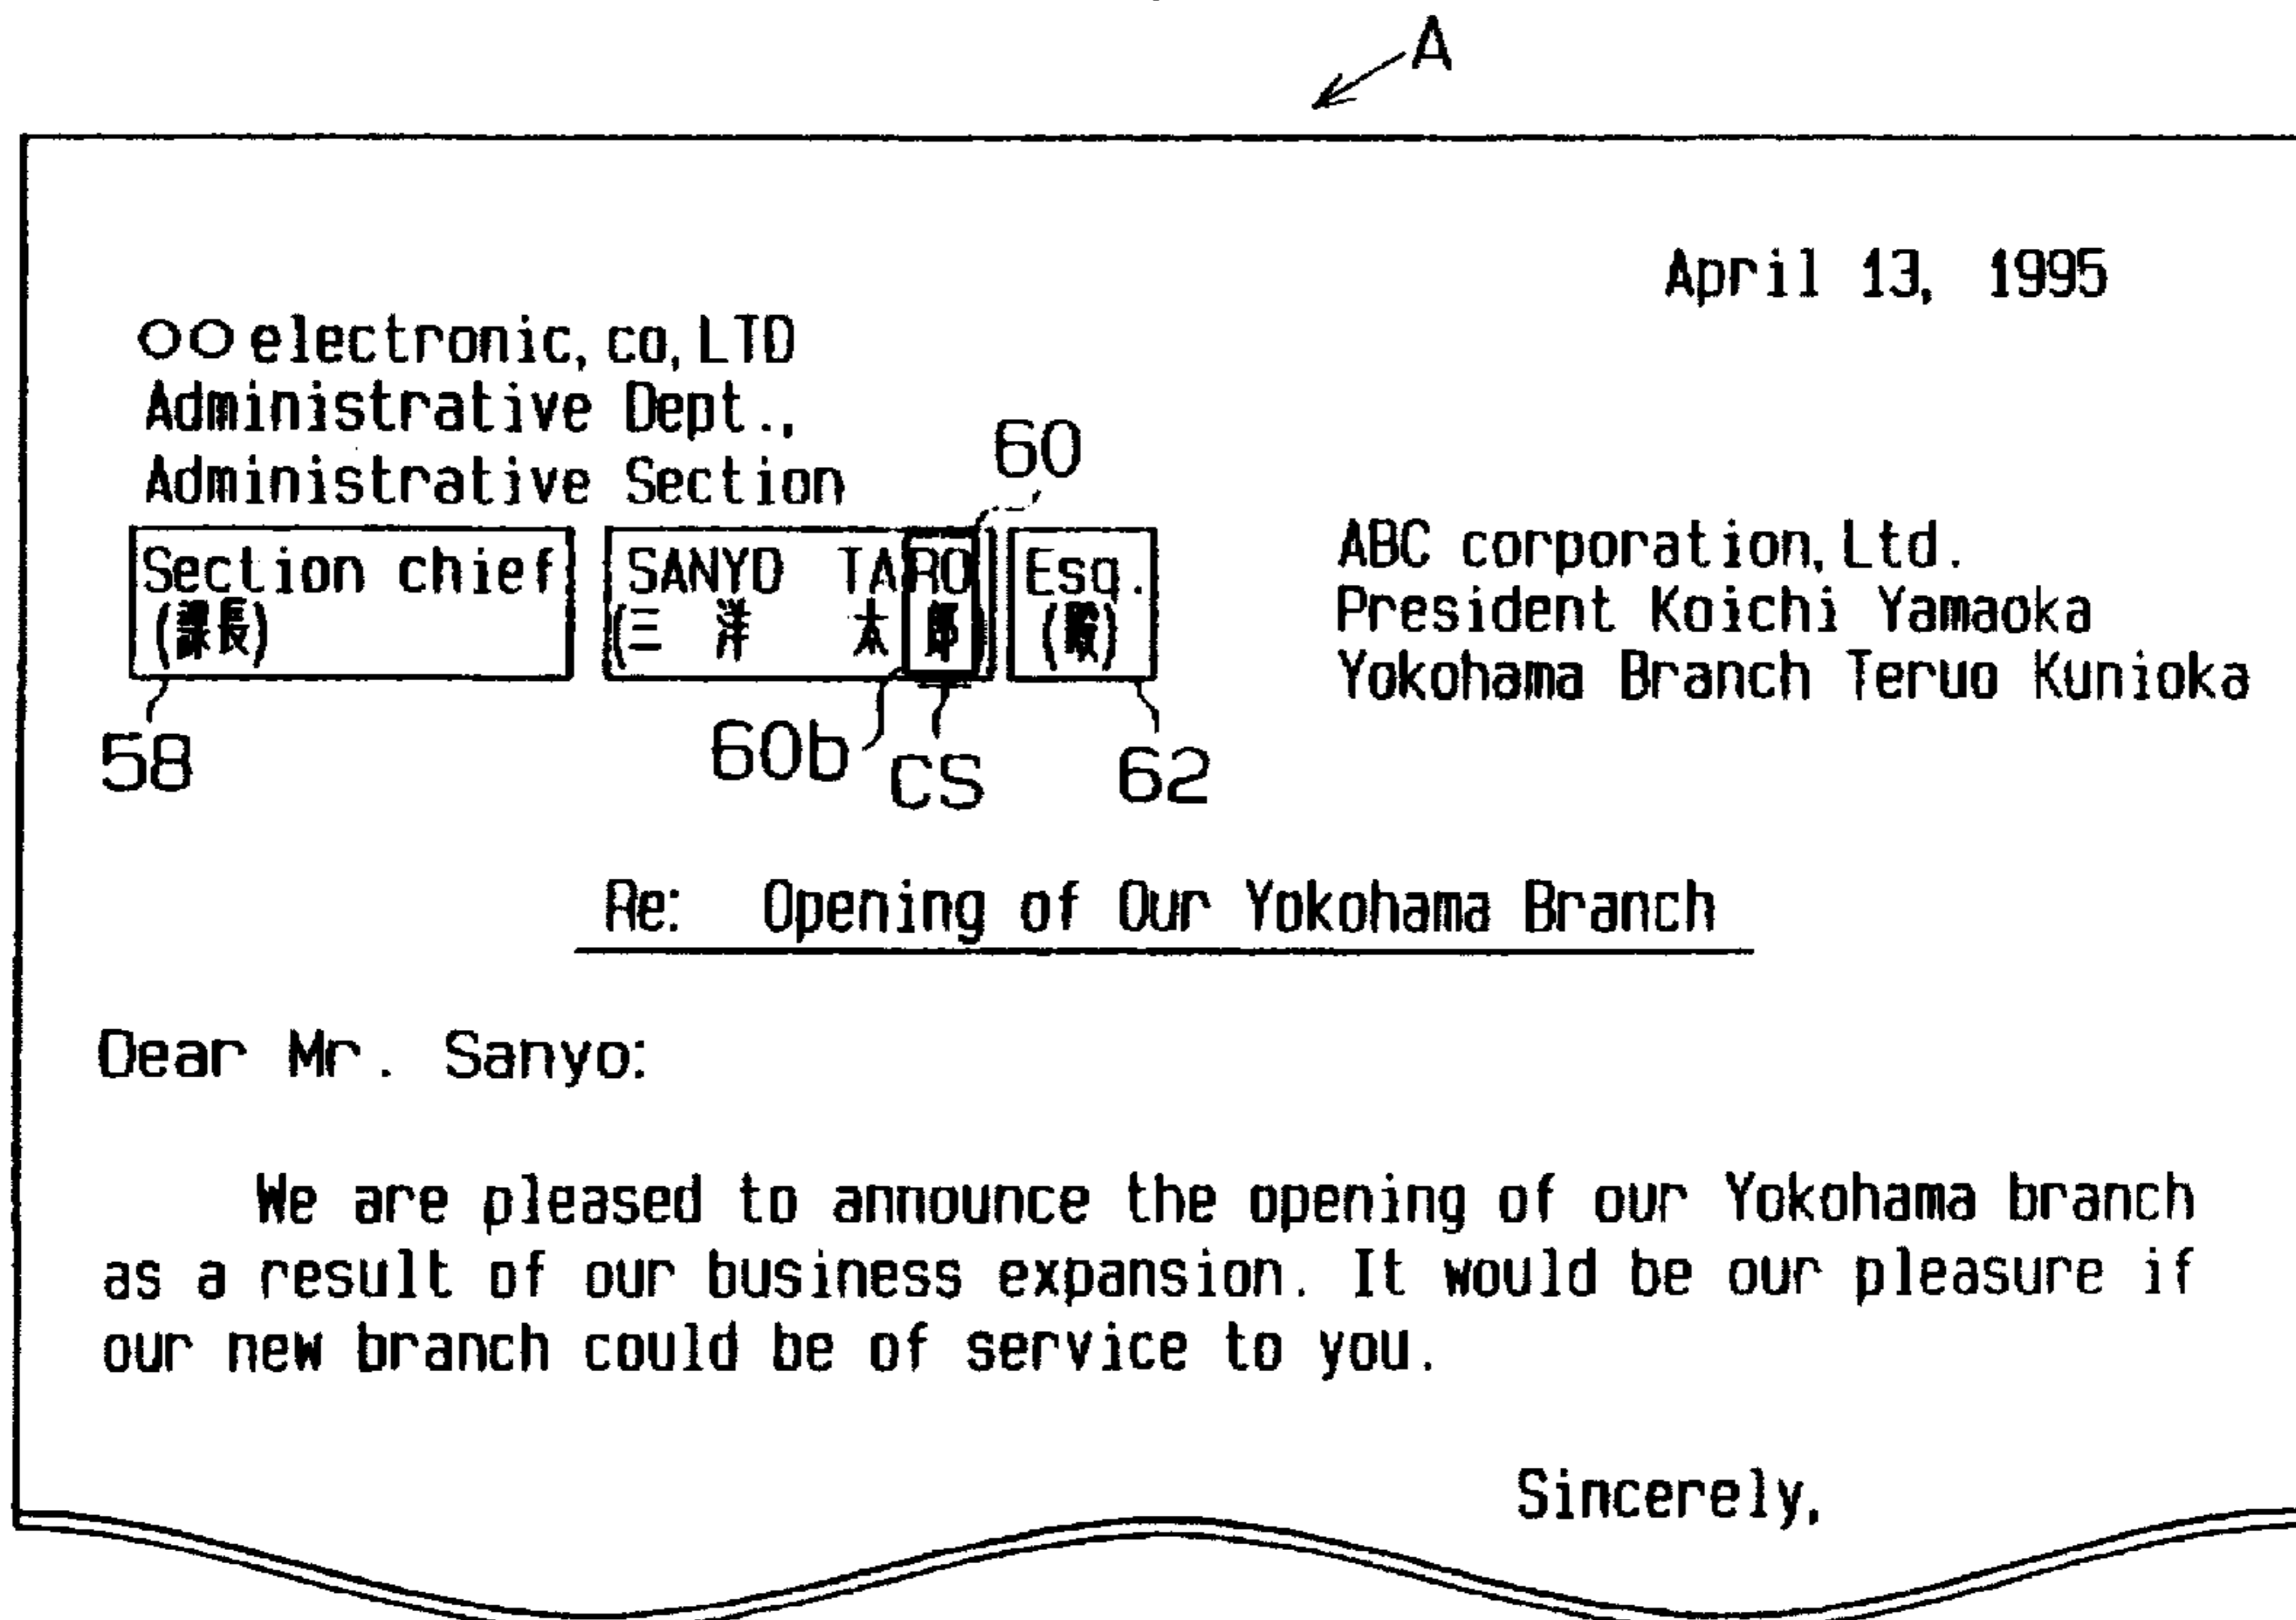 A
April 13, 1995
○○electronic, co, LTD
Administrative Dept.,
Administrative Section
60
Section chief SANYO TARO Esq.
(課長) (三 洋 太 郎) (殿)
58 60b CS 62
ABC corporation, Ltd.
President Koichi Yamaoka
Yokohama Branch Teruo Kunioka
Re: Opening of Our Yokohama Branch
Dear Mr. Sanyo:
We are pleased to announce the opening of our Yokohama branch
as a result of our business expansion. It would be our pleasure if
our new branch could be of service to you.
Sincerely,